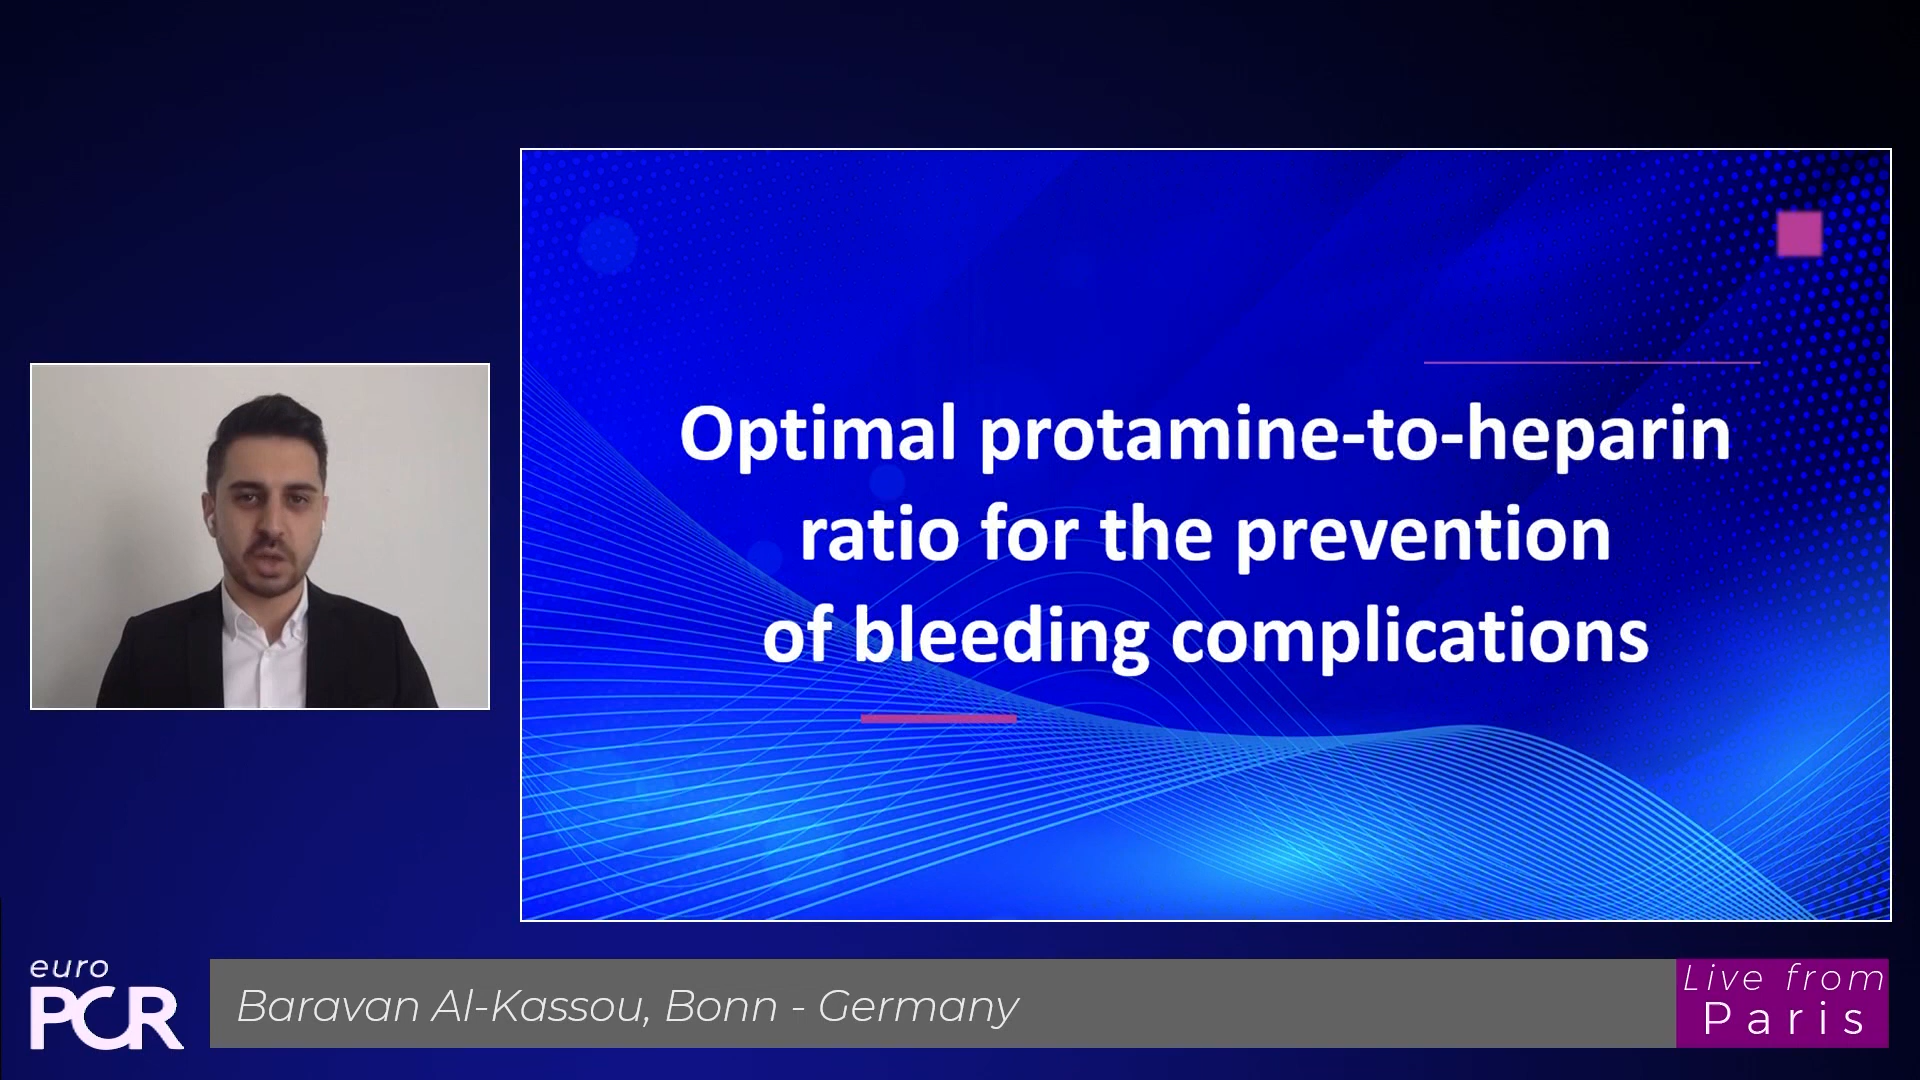 Optimal protamine-to-heparin
ratio for the prevention
of bleeding complications
euro
PCR
Baravan Al-Kassou, Bonn - Germany
Live from
Paris